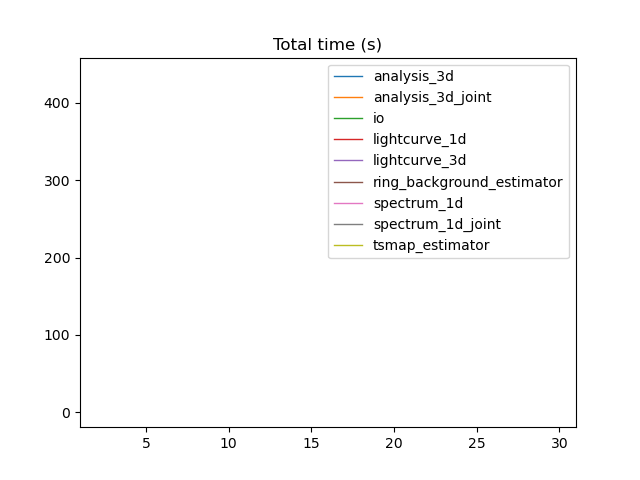 Total time (s)
400
300
200
100
0
analysis_3d
analysis_3d_joint
io
lightcurve_1d
lightcurve_3d
ring_background_estimator
spectrum_1d
spectrum_1d_joint
tsmap_estimator
5 10 15 20 25 30